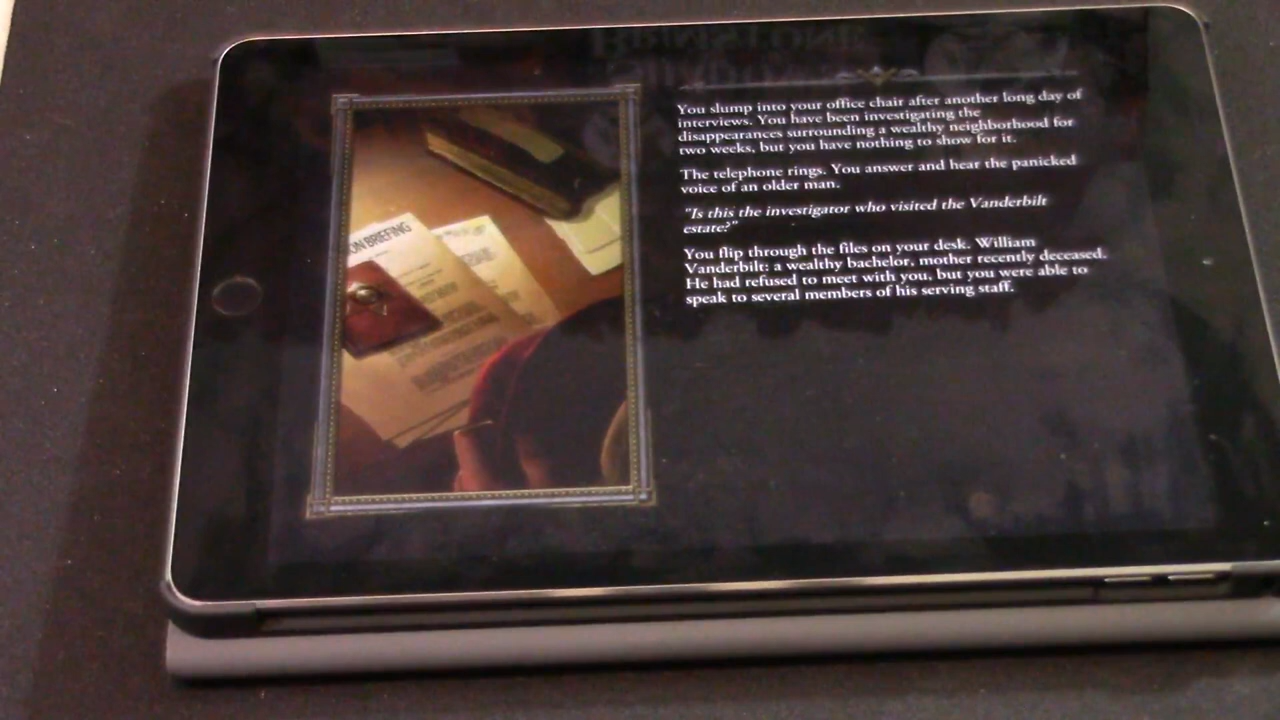 You slump into your office chair after another long day of
interviews. You have been investigating the
disappearances surrounding a wealthy neighborhood for
two weeks, but you have nothing to show for it.
The telephone rings. You answer and hear the panicked
voice of an older man.
"Is this the investigator who visited the Vanderbilt
estate?"
You flip through the files on your desk. William
Vanderbilt: a wealthy bachelor, mother recently deceased.
He had refused to meet with you, but you were able to
speak to several members of his serving staff.
ON BRIEFING